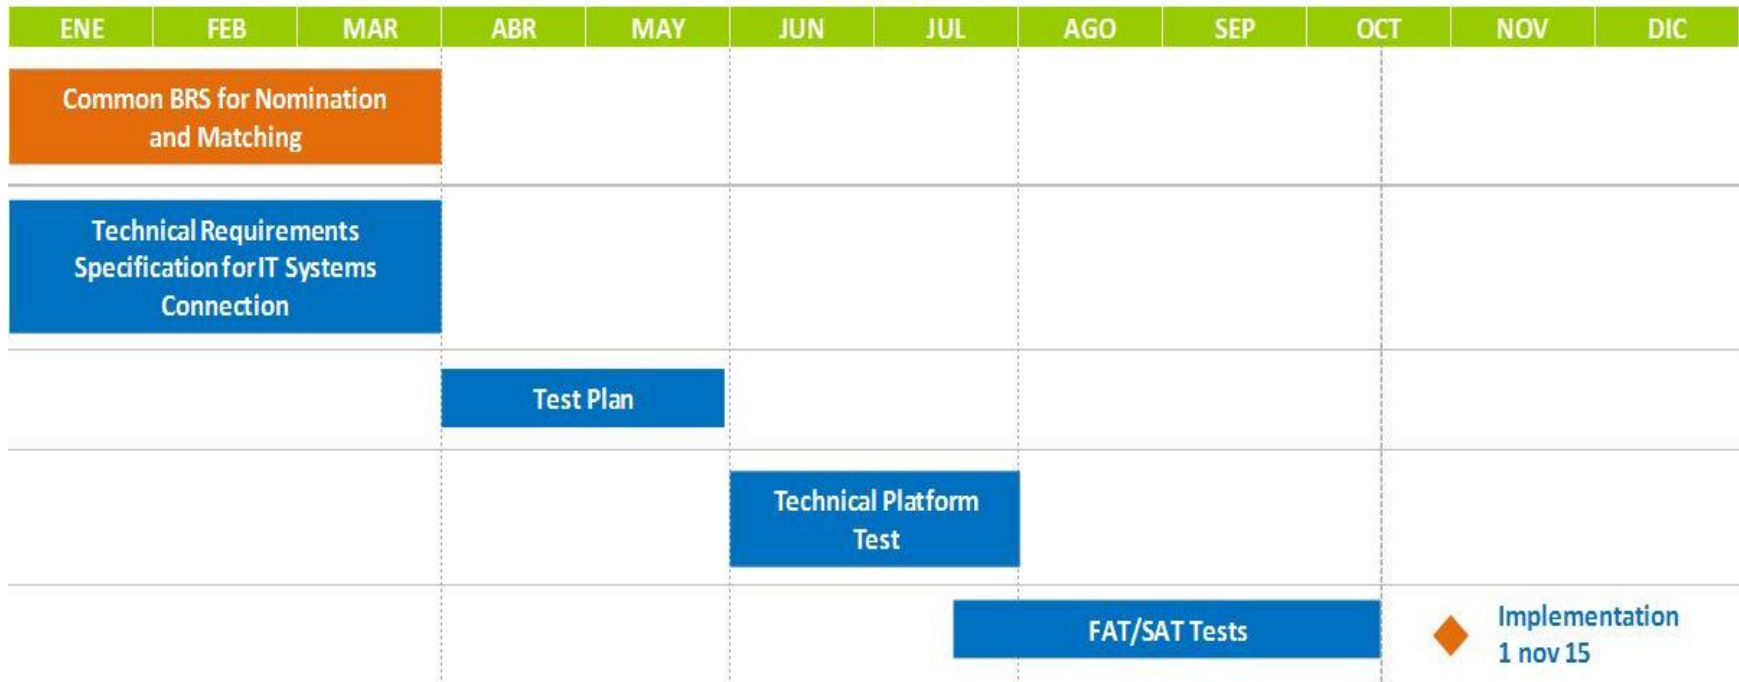 ENE FEB MAR ABR MAY JUN JUL AGO SEP OCT NOV DIC
Common BRS for Nomination
and Matching
Technical Requirements
Specification for IT Systems
Connection
Test Plan
Technical Platform
Test
FAT/SAT Tests
Implementation
1 nov 15